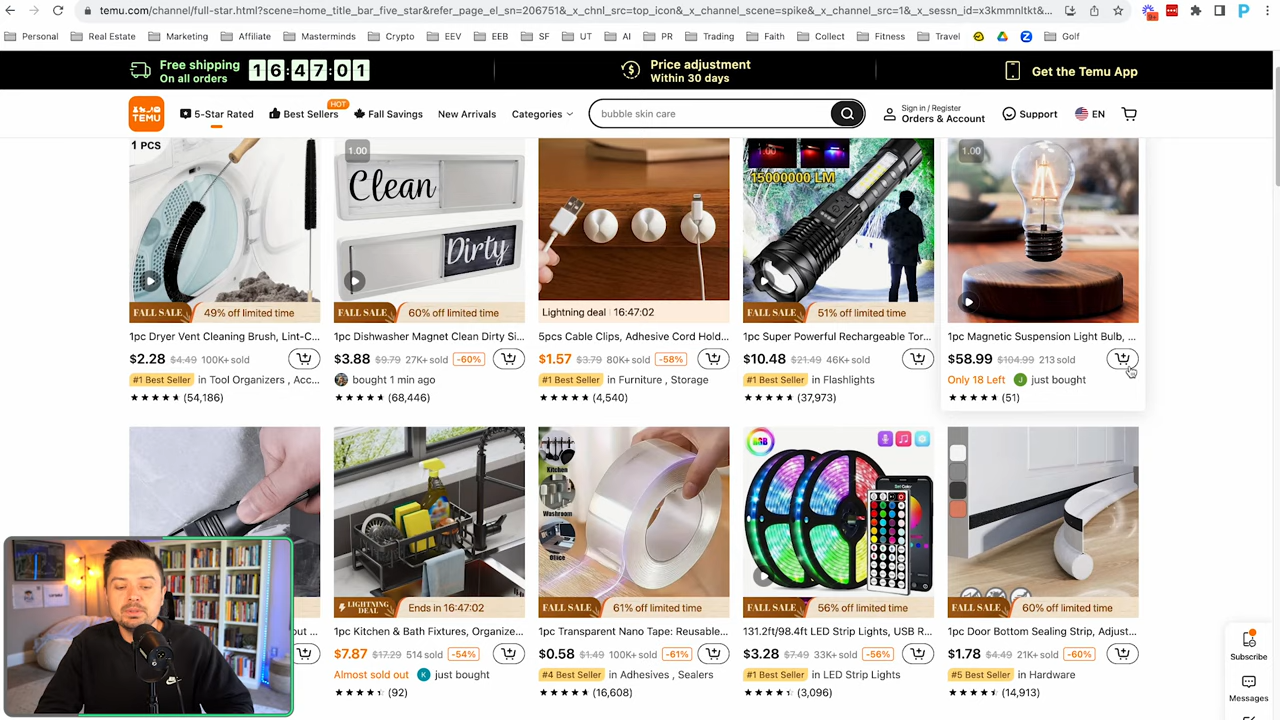 temu.com/channel/full-star.html?scene=home_title_bar_five_star&refer_page_el_sn=206751&_x_chnl_src=top_icon&_x_channel_scene=spike&_x_channel_src=1&_x_sessn_id=x3kmmnltkt&...
Personal Real Estate Marketing Affiliate Masterminds Crypto EEV EEB SF UT AI PR Trading Faith Collect Fitness Travel Golf
Free shipping
On all orders
16:47:01
Price adjustment
Within 30 days
Get the Temu App
TEMU
5-Star Rated
Best Sellers
HOT
Fall Savings
New Arrivals
Categories
bubble skin care
Sign in / Register
Orders & Account
Support
EN
1 PCS
1.00
Clean
Dirty
15000000 LM
1.00
FALL SALE 49% off limited time
FALL SALE 60% off limited time
Lightning deal 16:47:02
FALL SALE 51% off limited time
1pc Dryer Vent Cleaning Brush, Lint-C...
1pc Dishwasher Magnet Clean Dirty Si...
5pcs Cable Clips, Adhesive Cord Hold...
1pc Super Powerful Rechargeable Tor...
1pc Magnetic Suspension Light Bulb, ...
$2.28 $4.49 100K+ sold
$3.88 $9.79 27K+ sold -60%
$1.57 $3.79 80K+ sold -58%
$10.48 $21.49 46K+ sold
$58.99 $104.99 213 sold
#1 Best Seller in Tool Organizers , Acc...
bought 1 min ago
#1 Best Seller in Furniture , Storage
#1 Best Seller in Flashlights
Only 18 Left J just bought
(54,186)
(68,446)
(4,540)
(37,973)
(51)
Kitchen
Washroom
Office
RGB
LIGHTNING DEAL Ends in 16:47:02
FALL SALE 61% off limited time
FALL SALE 56% off limited time
FALL SALE 60% off limited time
out ...
1pc Kitchen & Bath Fixtures, Organize...
1pc Transparent Nano Tape: Reusable...
131.2ft/98.4ft LED Strip Lights, USB R...
1pc Door Bottom Sealing Strip, Adjust...
$7.87 $17.29 514 sold -54%
$0.58 $1.49 100K+ sold -61%
$3.28 $7.49 33K+ sold -56%
$1.78 $4.49 21K+ sold -60%
Almost sold out K just bought
#4 Best Seller in Adhesives , Sealers
#1 Best Seller in LED Strip Lights
#5 Best Seller in Hardware
(92)
(16,608)
(3,096)
(14,913)
Subscribe
Messages